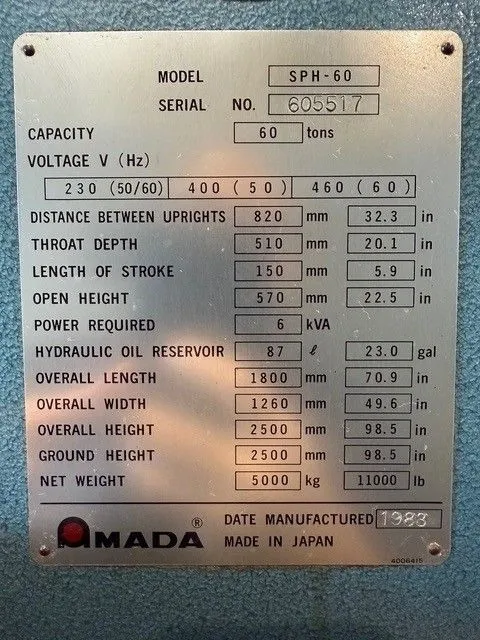 MODEL SPH-60
SERIAL NO. 605517
CAPACITY 60 tons
VOLTAGE V (Hz)
230 (50/60) 400 (50) 460 (60)
DISTANCE BETWEEN UPRIGHTS 820 mm 32.3 in
THROAT DEPTH 510 mm 20.1 in
LENGTH OF STROKE 150 mm 5.9 in
OPEN HEIGHT 570 mm 22.5 in
POWER REQUIRED 6 kVA
HYDRAULIC OIL RESERVOIR 87 ℓ 23.0 gal
OVERALL LENGTH 1800 mm 70.9 in
OVERALL WIDTH 1260 mm 49.6 in
OVERALL HEIGHT 2500 mm 98.5 in
GROUND HEIGHT 2500 mm 98.5 in
NET WEIGHT 5000 kg 11000 lb
AMADA ® DATE MANUFACTURED 1983
MADE IN JAPAN
4006415